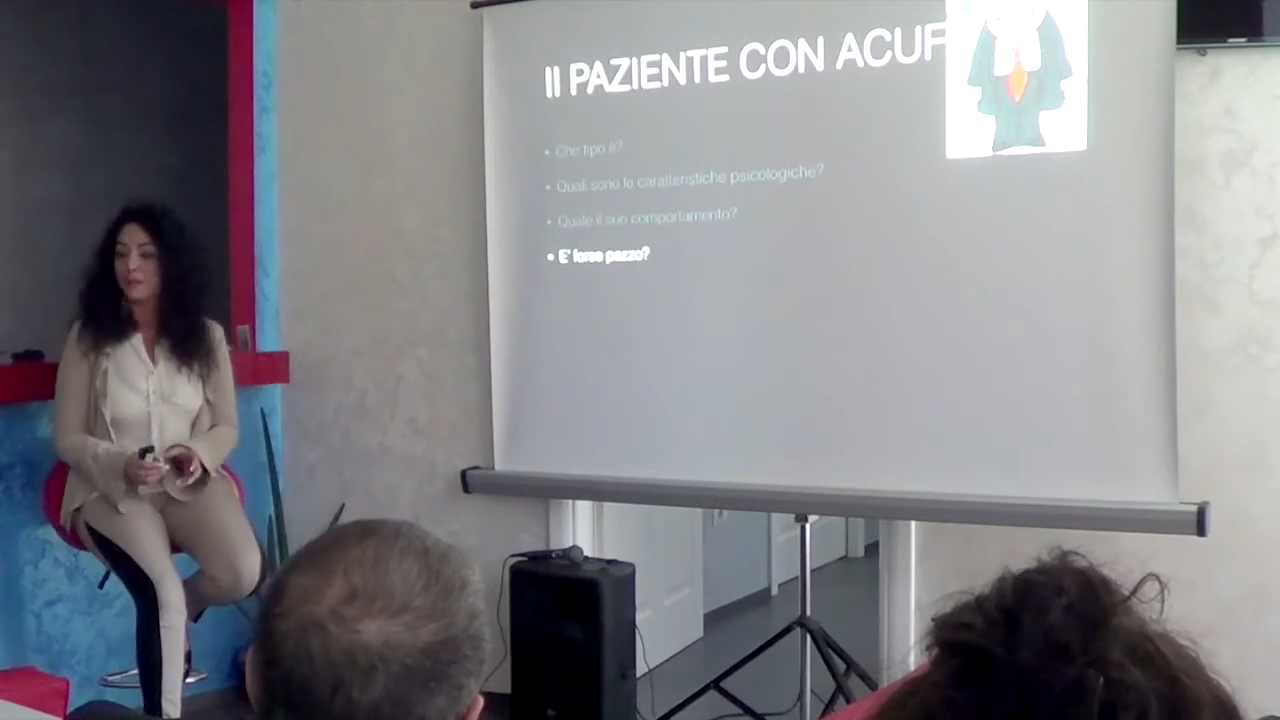 Il PAZIENTE CON ACUF
• Che tipo è?
• Quali sono le caratteristiche psicologiche?
• Quale il suo comportamento?
• E' forse pazzo?